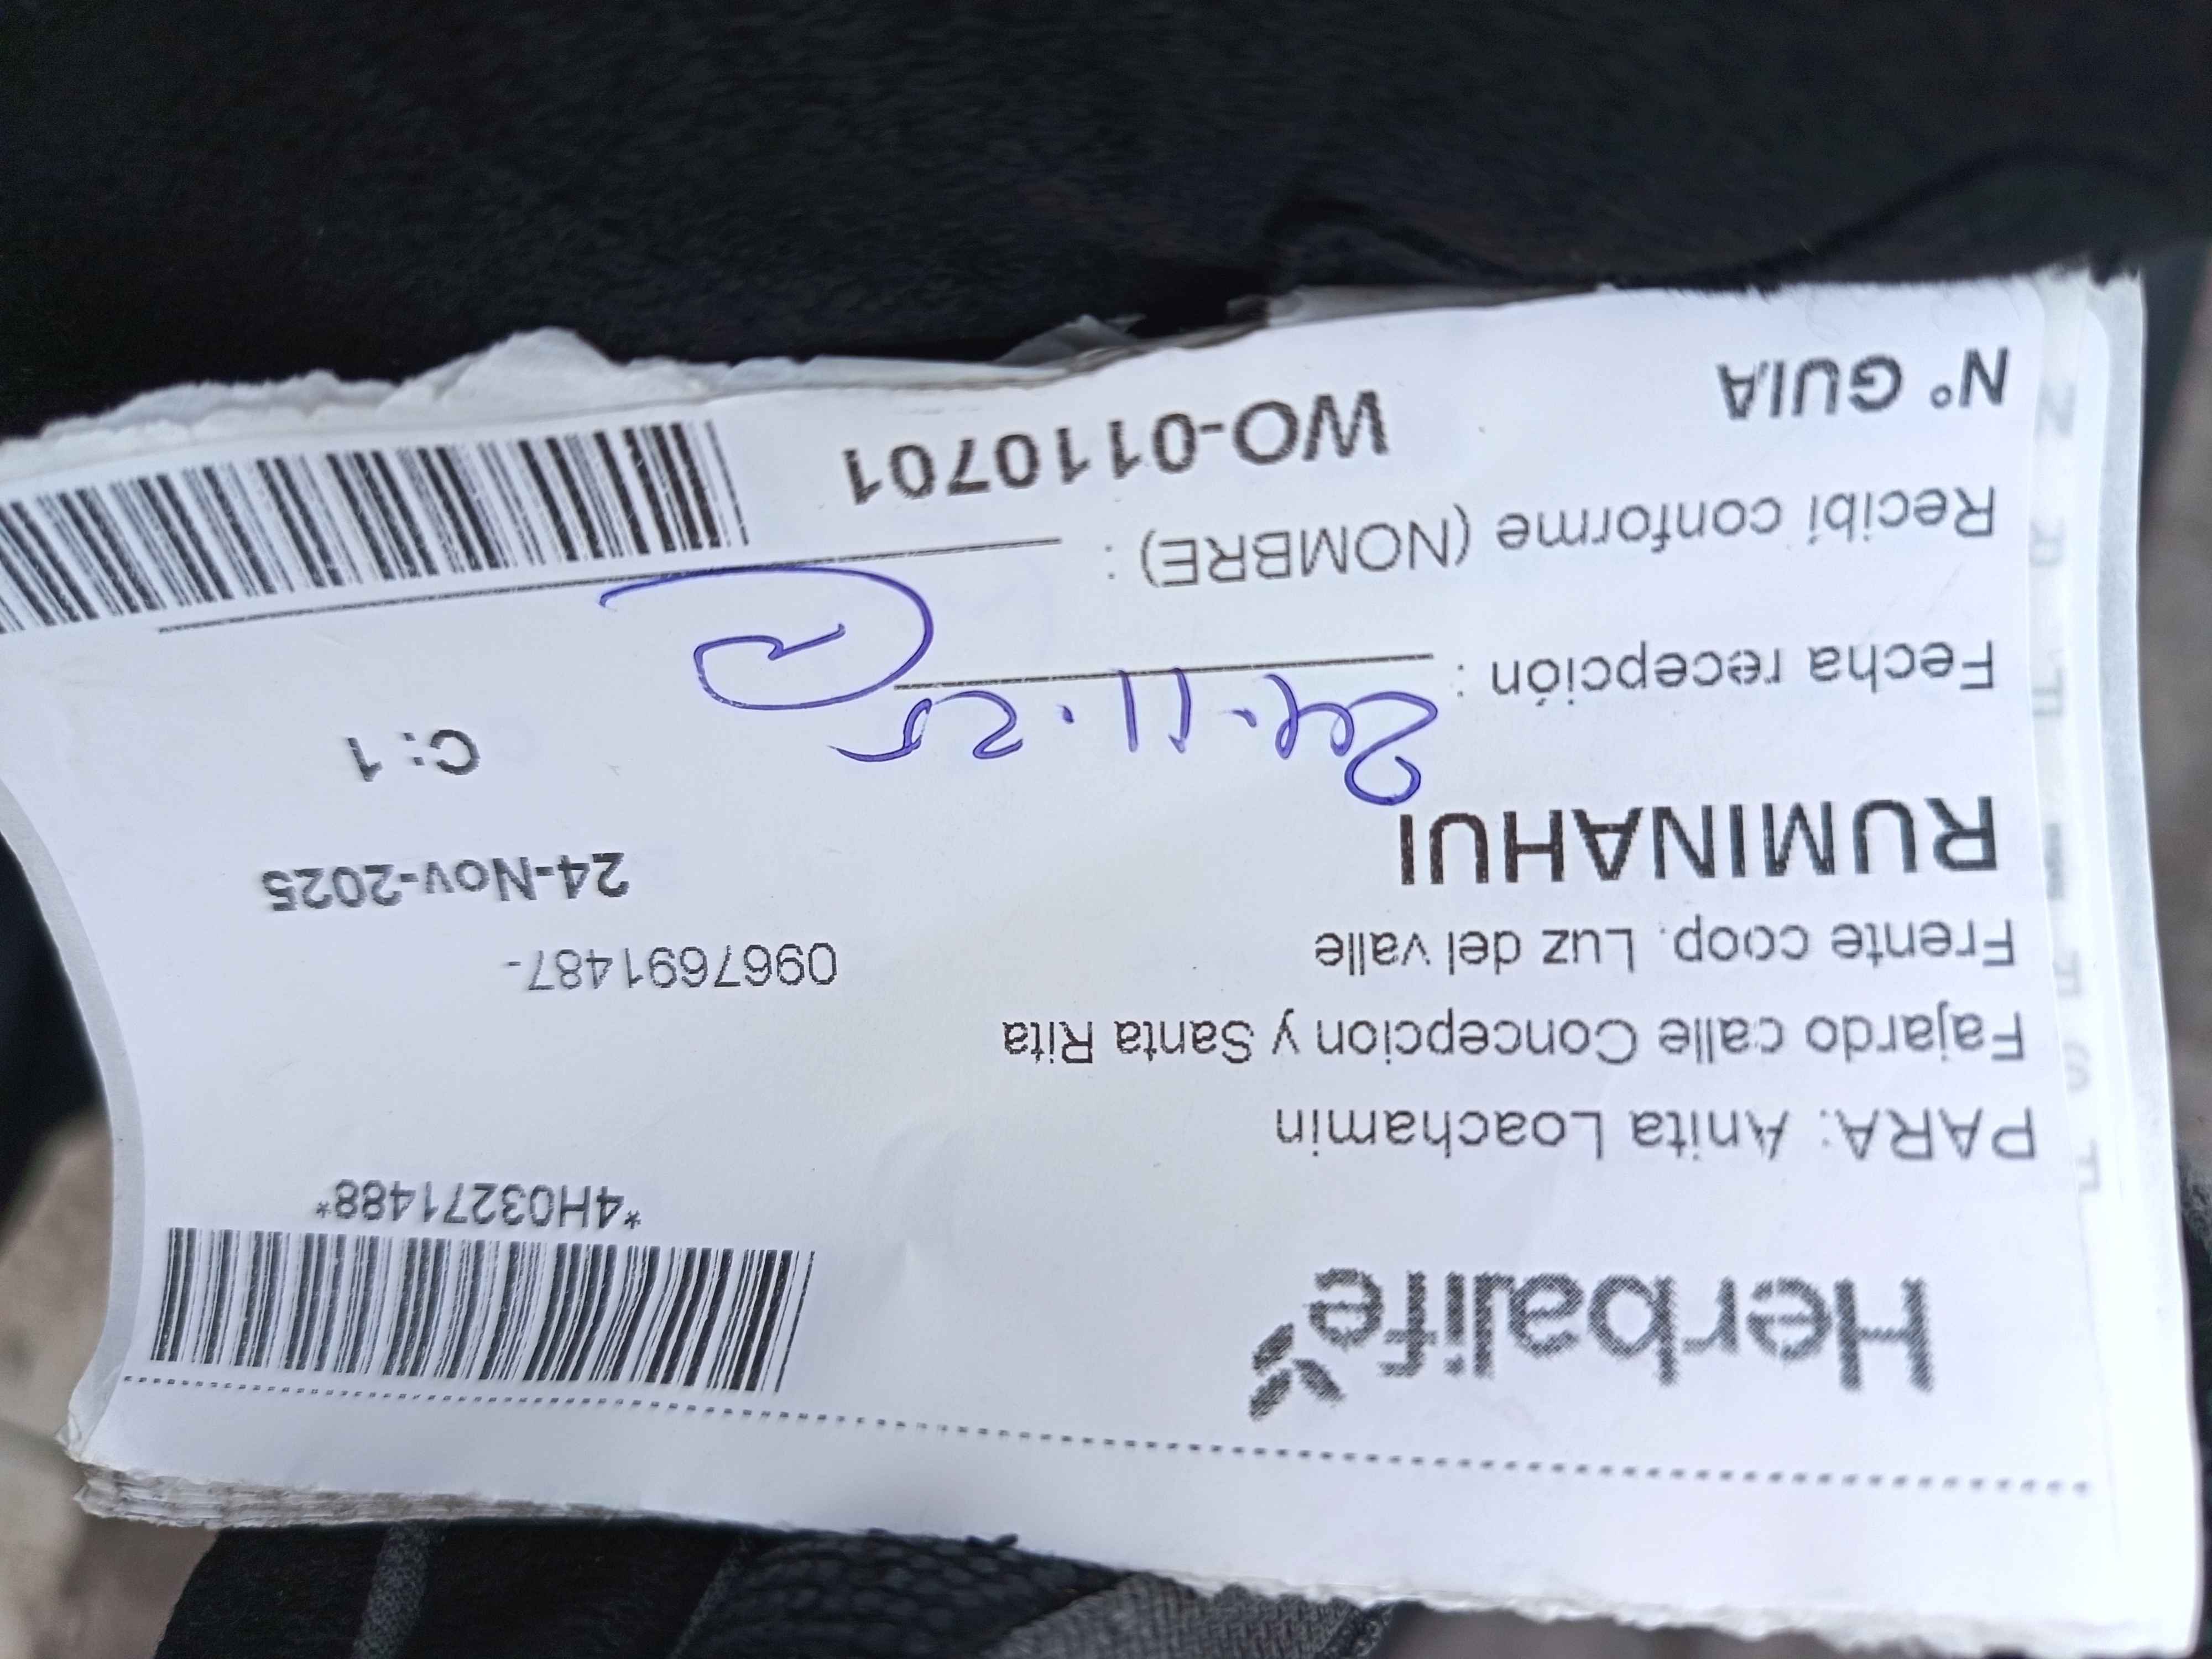 Herbalife
*4H03271488*
PARA: Anita Loachamin
Fajardo calle Concepcion y Santa Rita
Frente coop. Luz del valle
0967691487-
RUMINAHUI
24-Nov-2025
Fecha recepción : 24.11.25
C: 1
Recibí conforme (NOMBRE) :
N° GUIA
WO-0110701